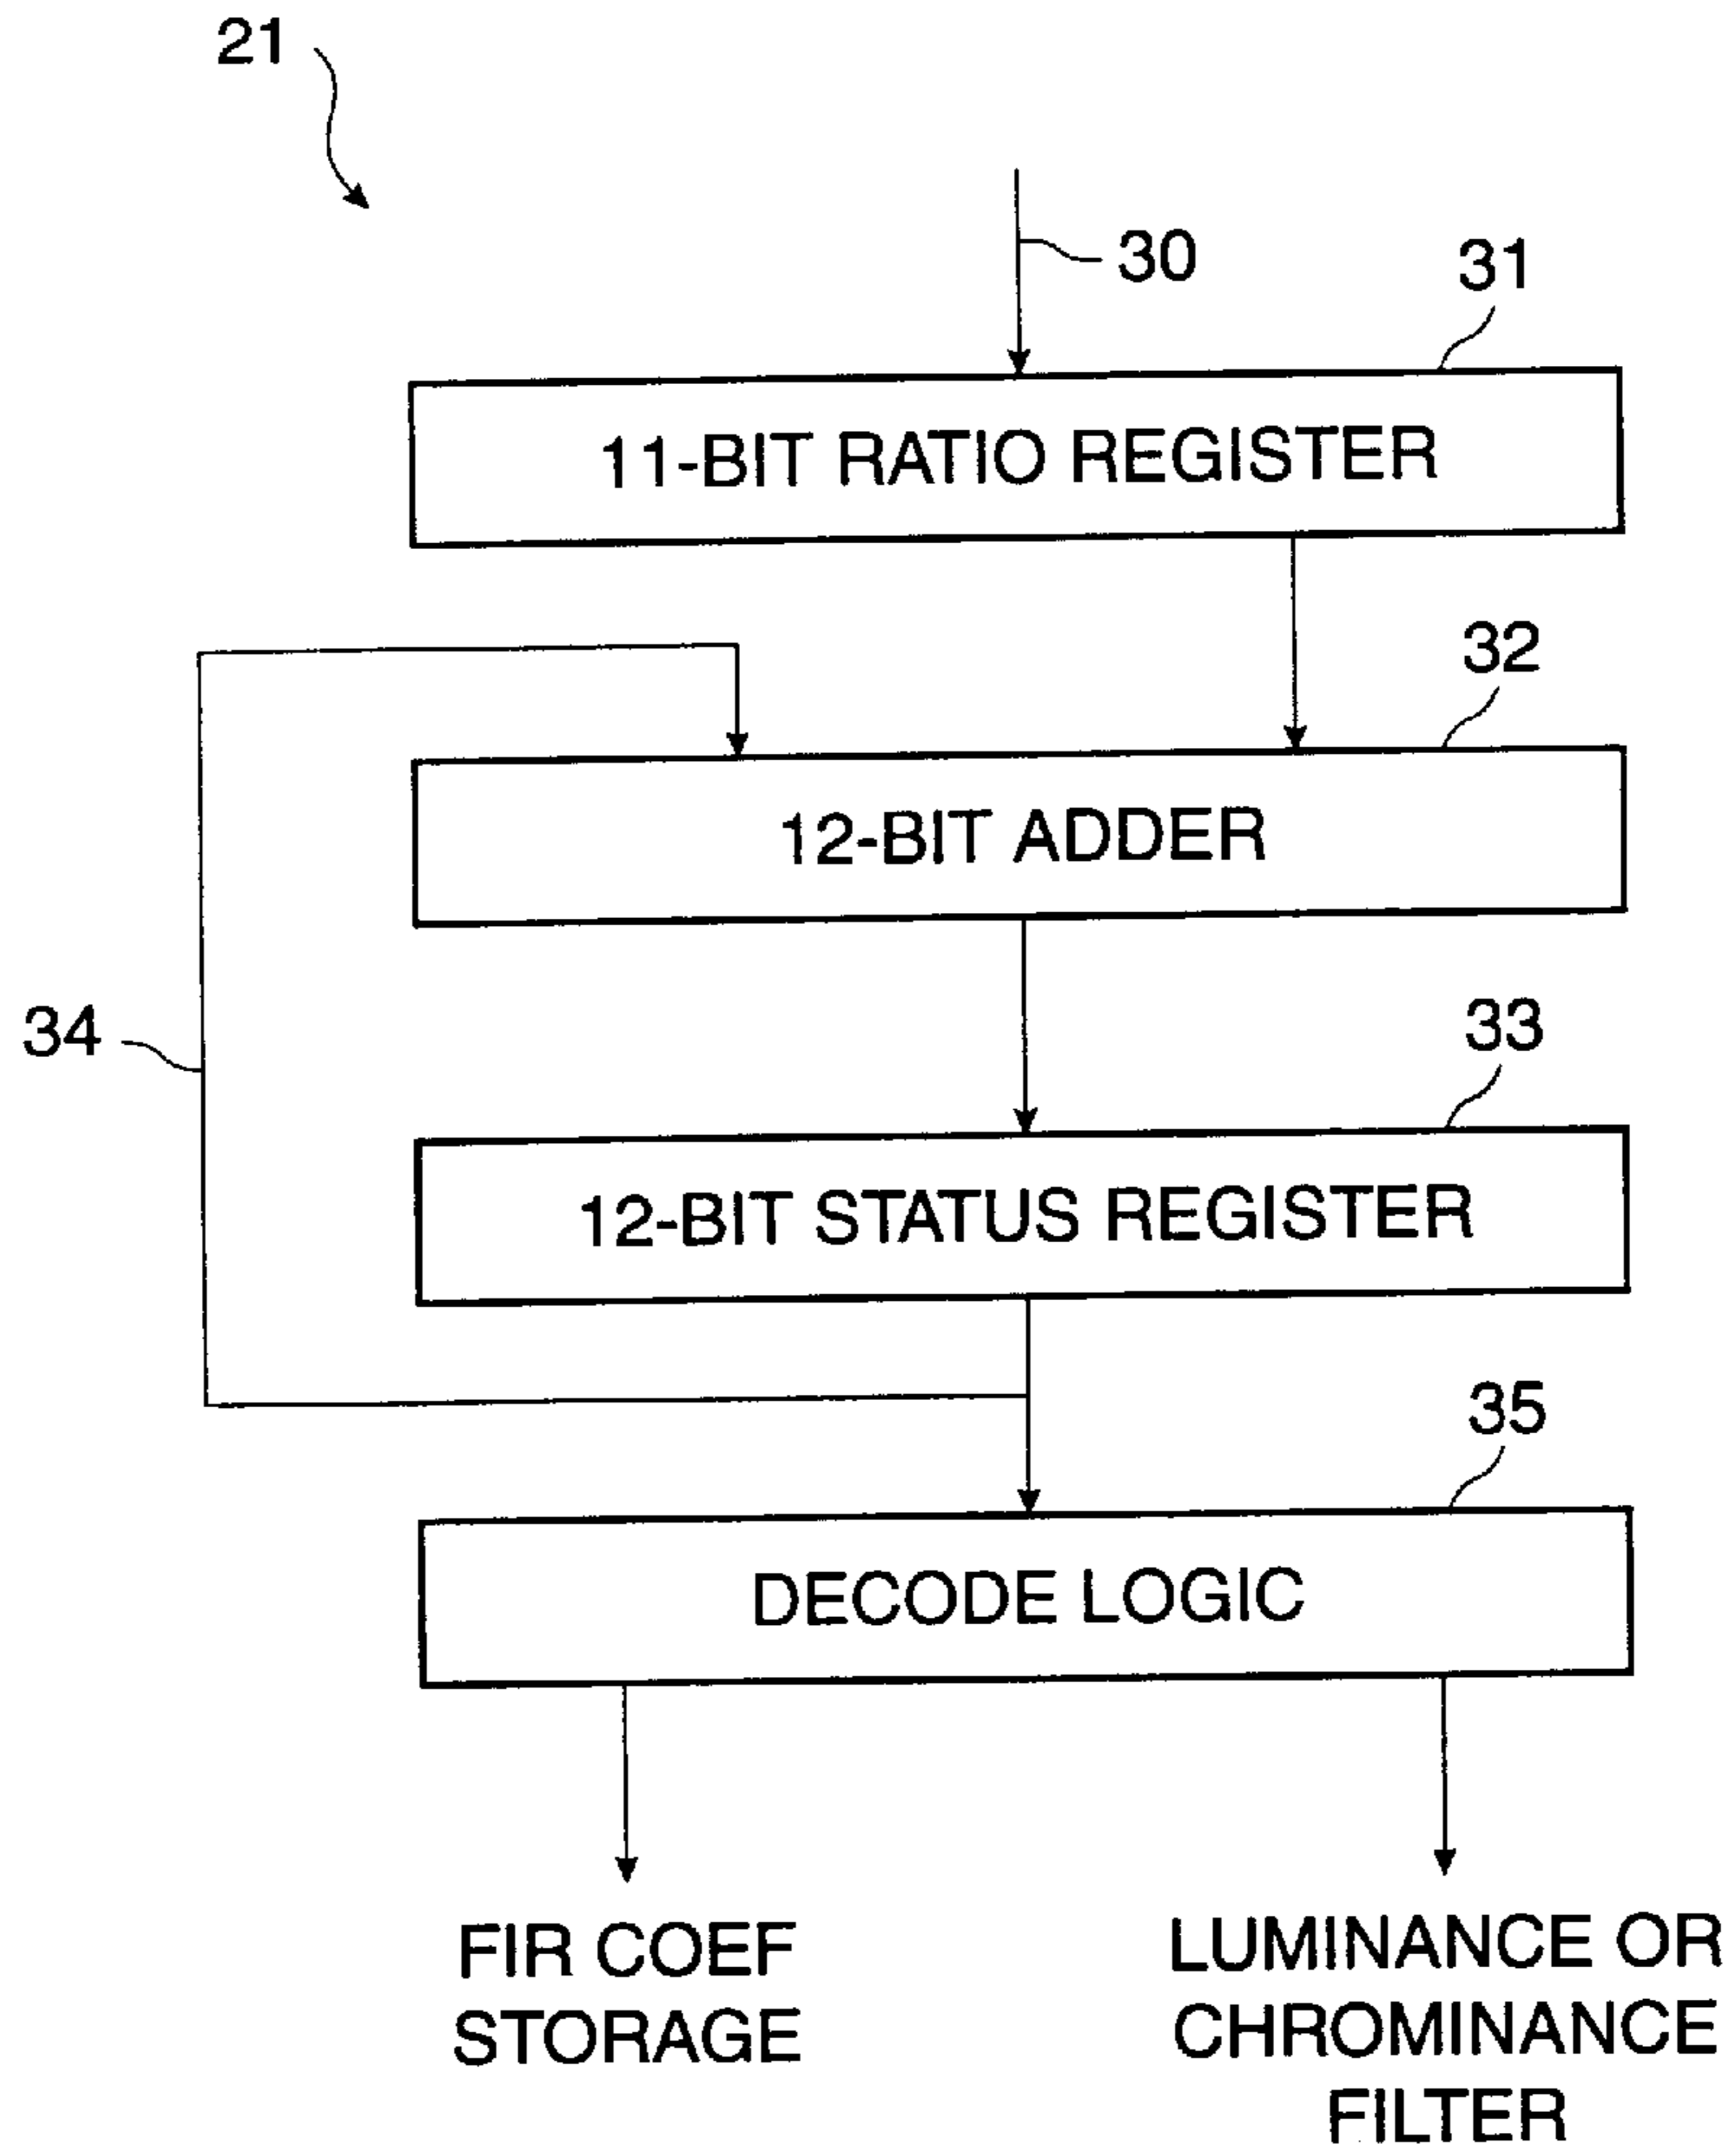 21
30
31
11-BIT RATIO REGISTER
32
12-BIT ADDER
34
33
12-BIT STATUS REGISTER
35
DECODE LOGIC
FIR COEF
STORAGE
LUMINANCE OR
CHROMINANCE
FILTER